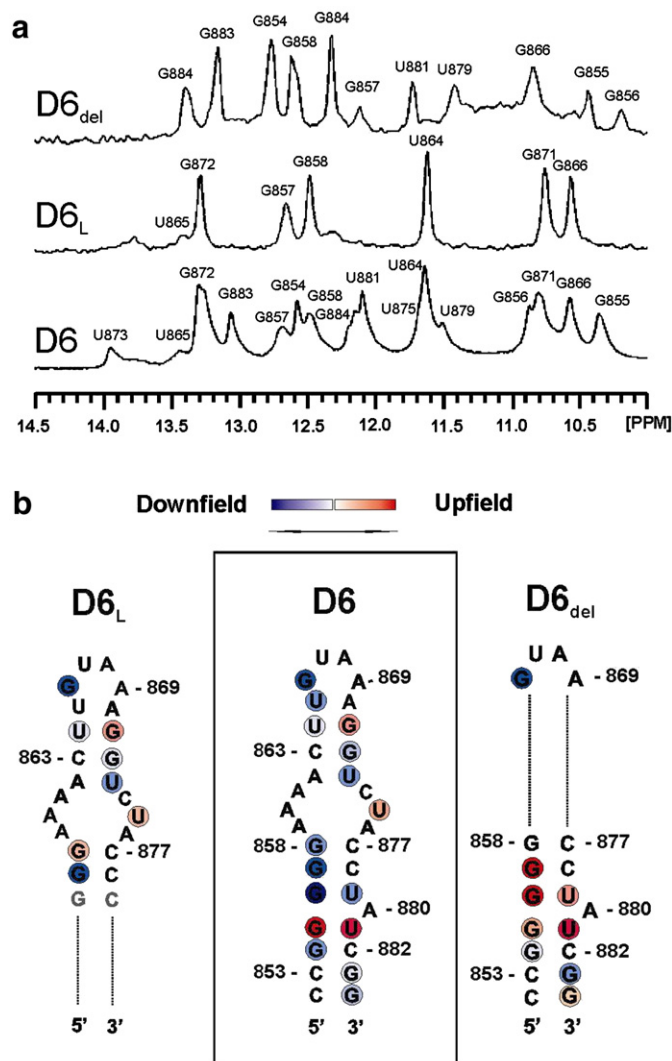 a
G884 G883 G854 G858 G884 G857 U881 U879 G866 G855 G856
D6del
G872 U865 G857 G858 U864 G871 G866
D6L
U873 U865 G872 G883 G857 G854 G858 G884 U881 U875 U864 U879 G856 G871 G866 G855
D6
14.5 14.0 13.5 13.0 12.5 12.0 11.5 11.0 10.5 [PPM]
b
Downfield Upfield
D6L
U A
G A - 869
U A
U G
863 - C G
A U
A C
A U
A A
G C - 877
G C
G C
5' 3'
D6
U A
G A - 869
U A
U G
863 - C G
A U
A C
A U
A A
858 - G C - 877
G C
G U
A - 880
G U
G C - 882
853 - C G
C G
5' 3'
D6del
U A
G A - 869
858 - G C - 877
G C
G U
A - 880
G U
G C - 882
853 - C G
C G
5' 3'